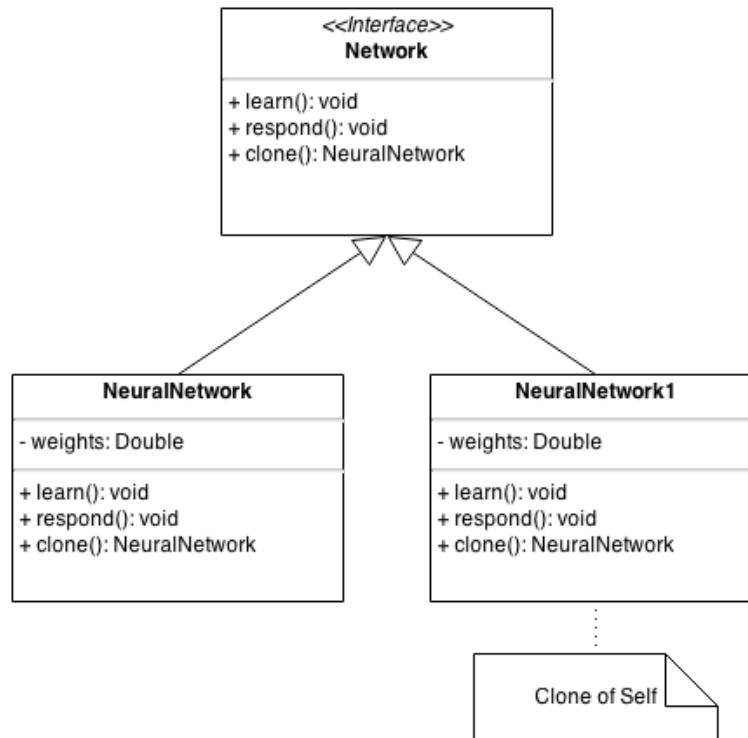 <<Interface>>
Network
+ learn(): void
+ respond(): void
+ clone(): NeuralNetwork
NeuralNetwork
- weights: Double
+ learn(): void
+ respond(): void
+ clone(): NeuralNetwork
NeuralNetwork1
- weights: Double
+ learn(): void
+ respond(): void
+ clone(): NeuralNetwork
Clone of Self